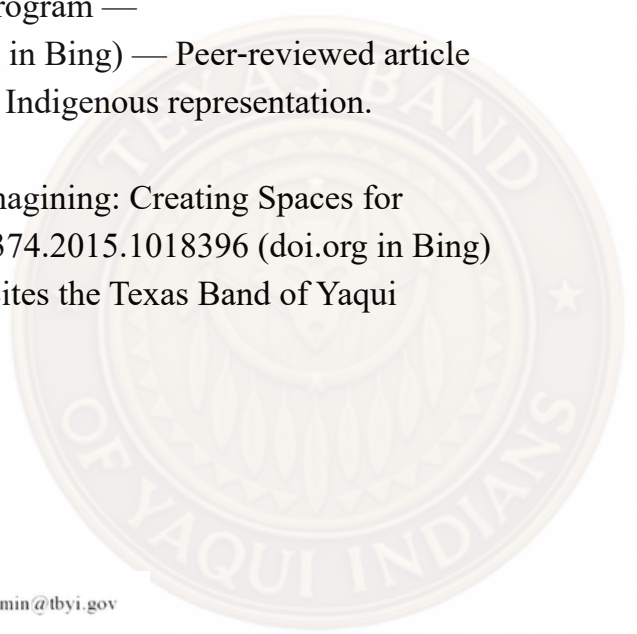 rogram —
in Bing) — Peer-reviewed article
Indigenous representation.
nagining: Creating Spaces for
374.2015.1018396 (doi.org in Bing)
ites the Texas Band of Yaqui
TEXAS BAND
OF YAQUI INDIANS
min@tbyi.gov